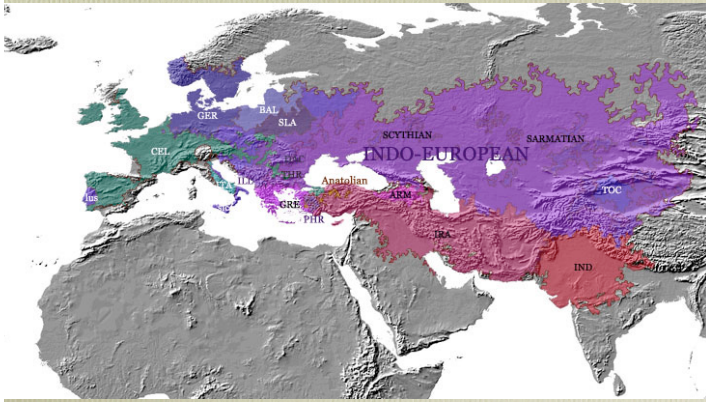 GER
BAL
SLA
CEL
SCYTHIAN
SARMATIAN
INDO-EUROPEAN
TOC
lus
ILL
THR
Anatolian
GRE
ARM
PHR
IRA
IND